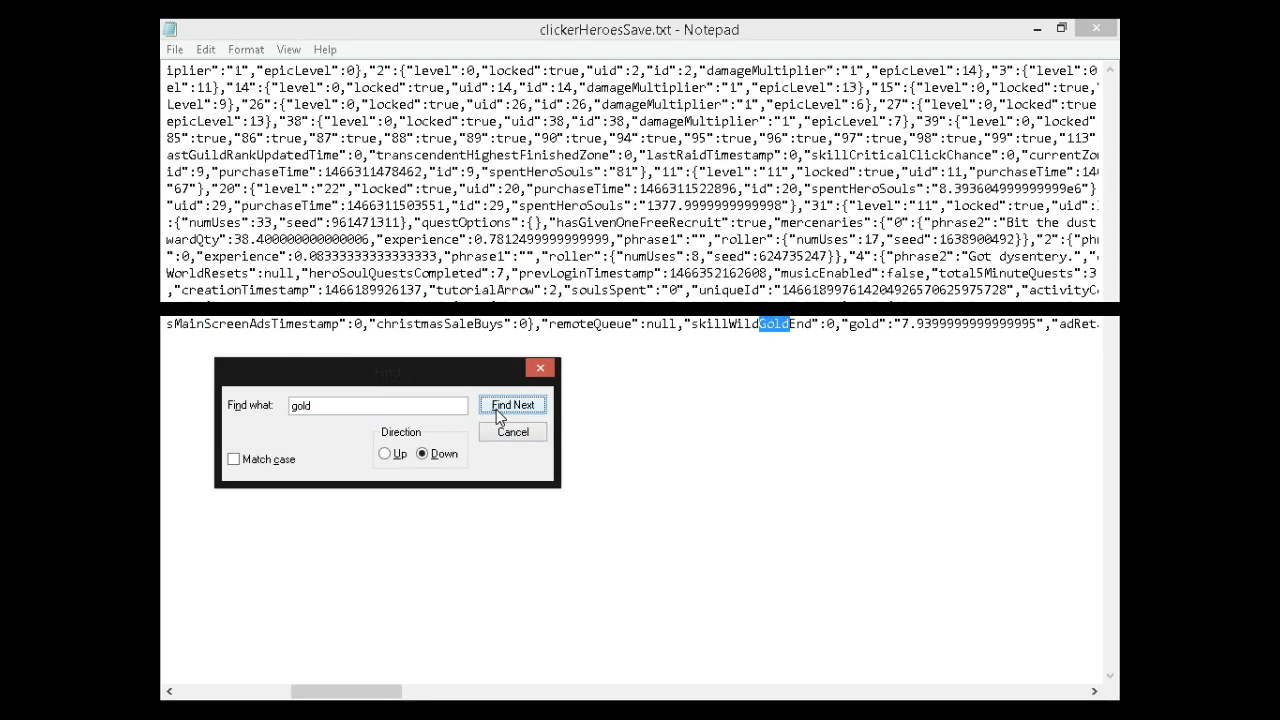 clickerHeroesSave.txt - Notepad
File Edit Format View Help
iplier":"1","epicLevel":0},"2":{"level":0,"locked":true,"uid":2,"id":2,"damageMultiplier":"1","epicLevel":14},"3":{"level":0
el":11},"14":{"level":0,"locked":true,"uid":14,"id":14,"damageMultiplier":"1","epicLevel":13},"15":{"level":0,"locked":true,"
Level":9},"26":{"level":0,"locked":true,"uid":26,"id":26,"damageMultiplier":"1","epicLevel":6},"27":{"level":0,"locked":true
epicLevel":13},"38":{"level":0,"locked":true,"uid":38,"id":38,"damageMultiplier":"1","epicLevel":7},"39":{"level":0,"locked"
85":true,"86":true,"87":true,"88":true,"89":true,"90":true,"94":true,"95":true,"96":true,"97":true,"98":true,"99":true,"113"
astGuildRankUpdatedTime":0,"transcendentHighestFinishedZone":0,"lastRaidTimestamp":0,"skillCriticalClickChance":0,"currentZo
id":9,"purchaseTime":1466311478462,"id":9,"spentHeroSouls":"81"},"11":{"level":"11","locked":true,"uid":11,"purchaseTime":14
"67"},"20":{"level":"22","locked":true,"uid":20,"purchaseTime":1466311522896,"id":20,"spentHeroSouls":"8.393604999999999e6"}
"uid":29,"purchaseTime":1466311503551,"id":29,"spentHeroSouls":"1377.9999999999998"},"31":{"level":"11","locked":true,"uid":
:{"numUses":33,"seed":961471311},"questOptions":{},"hasGivenOneFreeRecruit":true,"mercenaries":{"0":{"phrase2":"Bit the dust
wardQty":38.400000000000006,"experience":0.7812499999999999,"phrase1":"","roller":{"numUses":17,"seed":1638900492}},"2":{"ph
":0,"experience":0.08333333333333333,"phrase1":"","roller":{"numUses":8,"seed":624735247}},"4":{"phrase2":"Got dysentery.","
WorldResets":null,"heroSoulQuestsCompleted":7,"prevLoginTimestamp":1466352162608,"musicEnabled":false,"total5MinuteQuests":3
,"creationTimestamp":1466189926137,"tutorialArrow":2,"soulsSpent":"0","uniqueId":"14661899761420492657062597572​8","activityC
sMainScreenAdsTimestamp":0,"christmasSaleBuys":0},"remoteQueue":null,"skillWildGoldEnd":0,"gold":"7.9399999999999995","adRet
Find
Find what: gold Find Next
Direction Cancel
Up Down
Match case